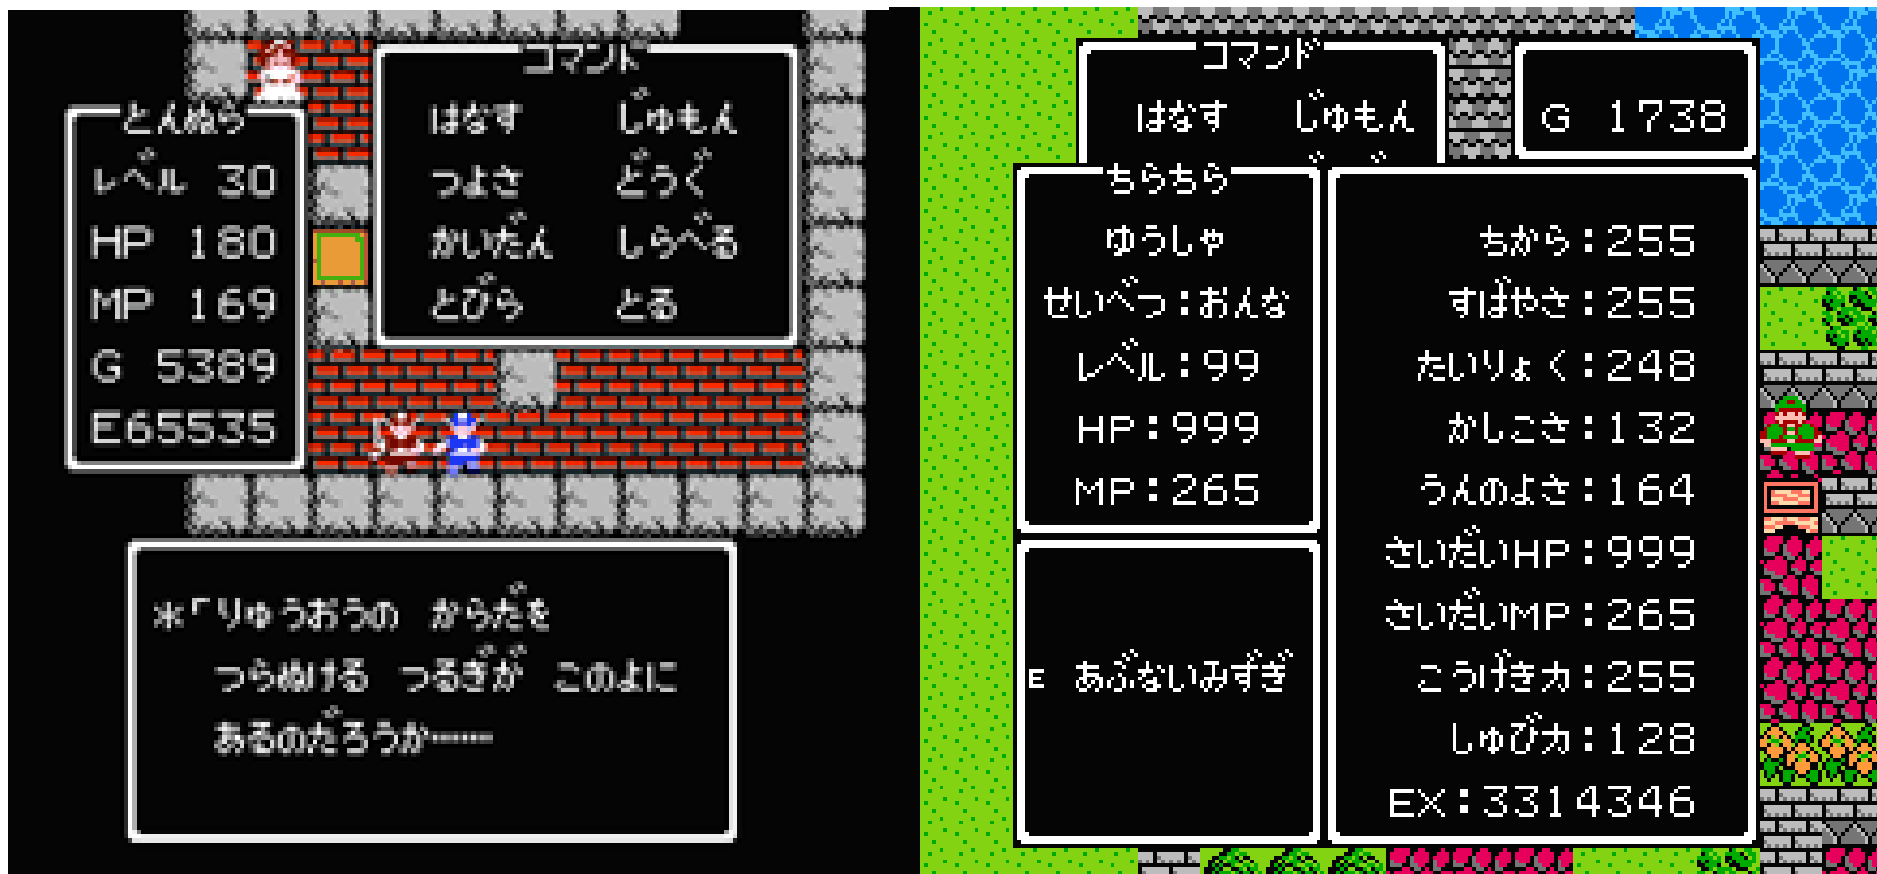 コマンド
はなす じゅもん
つよさ どうぐ
かいだん しらべる
とびら とる
とんぬら
レベル 30
HP 180
MP 169
G 5389
E65535
*「りゅうおうの からだを
つらぬける つるぎが このよに
あるのだろうか……
コマンド
はなす じゅもん
G 1738
ちらちら
ゆうしゃ
せいべつ:おんな
レベル:99
HP:999
MP:265
E あぶないみずぎ
ちから:255
すばやさ:255
たいりょく:248
かしこさ:132
うんのよさ:164
さいだいHP:999
さいだいMP:265
こうげき力:255
しゅび力:128
EX:3314346